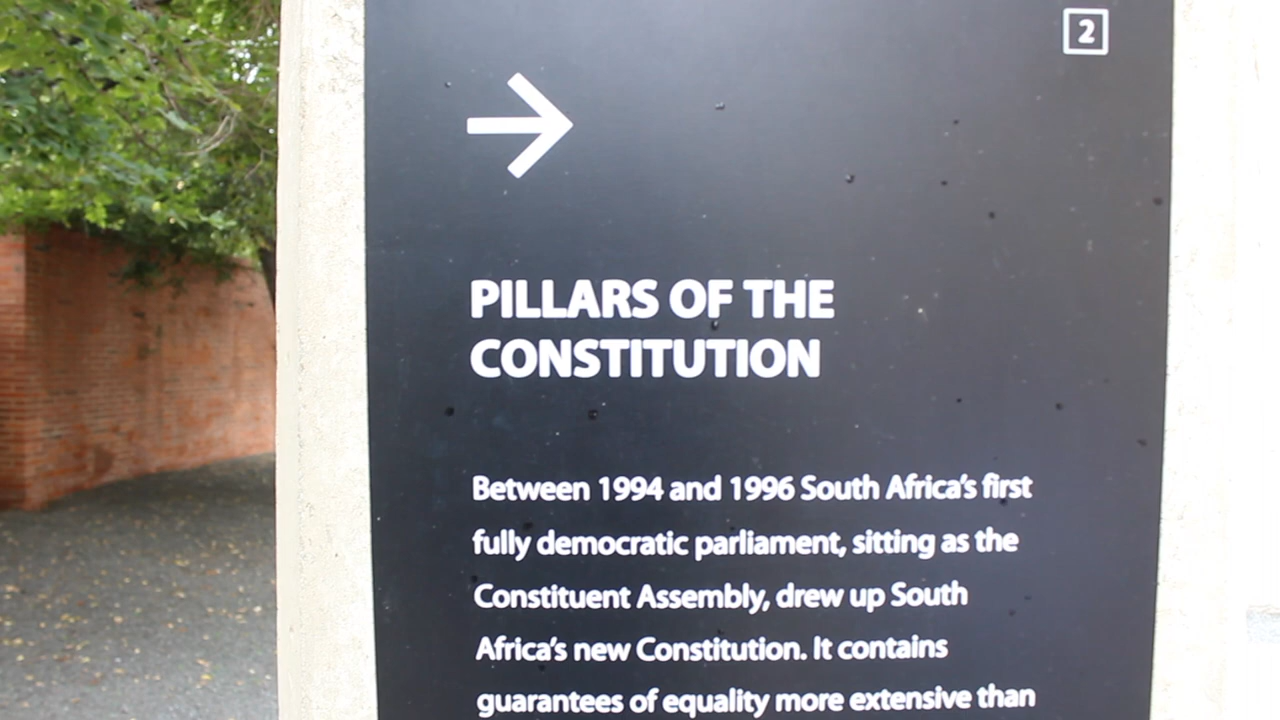 2
PILLARS OF THE
CONSTITUTION
Between 1994 and 1996 South Africa's first
fully democratic parliament, sitting as the
Constituent Assembly, drew up South
Africa's new Constitution. It contains
guarantees of equality more extensive than